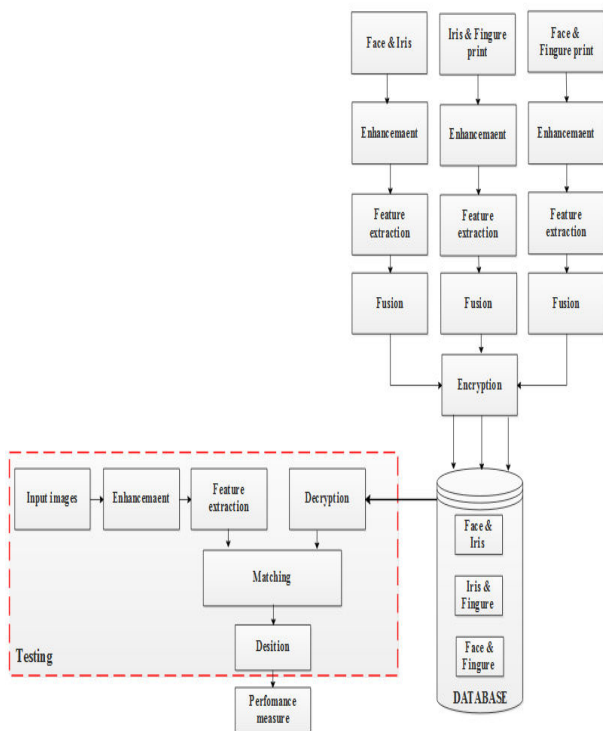 Face & Iris
Iris & Fingure
print
Face &
Fingure print
Enhancemaent
Enhancemaent
Enhancemaent
Feature
extraction
Feature
extraction
Feature
extraction
Fusion
Fusion
Fusion
Encryption
Input images
Enhancemaent
Feature
extraction
Decryption
Matching
Desition
Testing
Perfomance
measure
Face &
Iris
Iris &
Fingure
Face &
Fingure
DATABASE